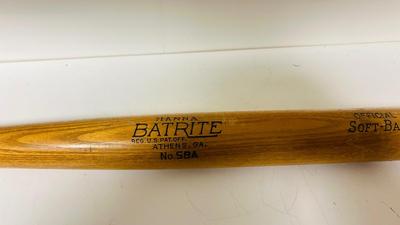 HANNA
BATRITE
REG. U.S. PAT. OFF.
ATHENS, GA.
No. SBA
OFFICIAL
SOFT-BA